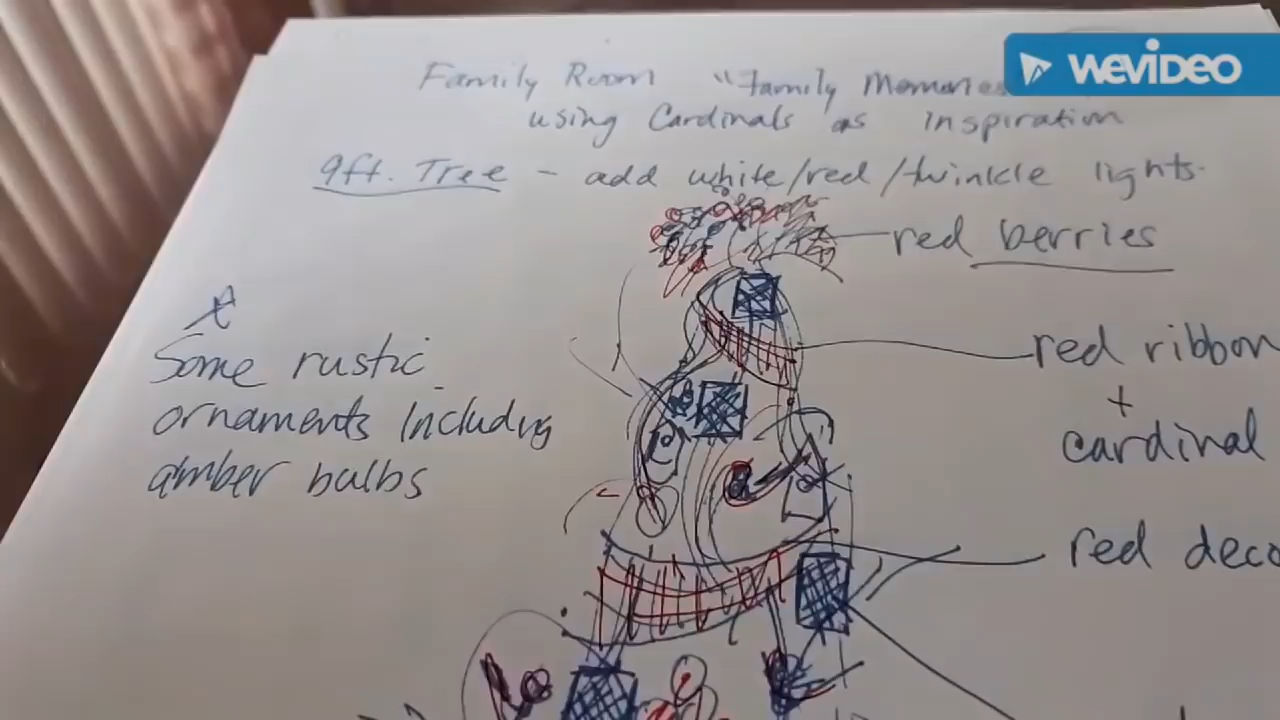 WEVIDEO
Family Room "Family Memories
using Cardinals as inspiration
9ft. Tree - add white/red/twinkle lights.
red berries
red ribbon
+
cardinal
Some rustic
ornaments including
amber bulbs
red deco